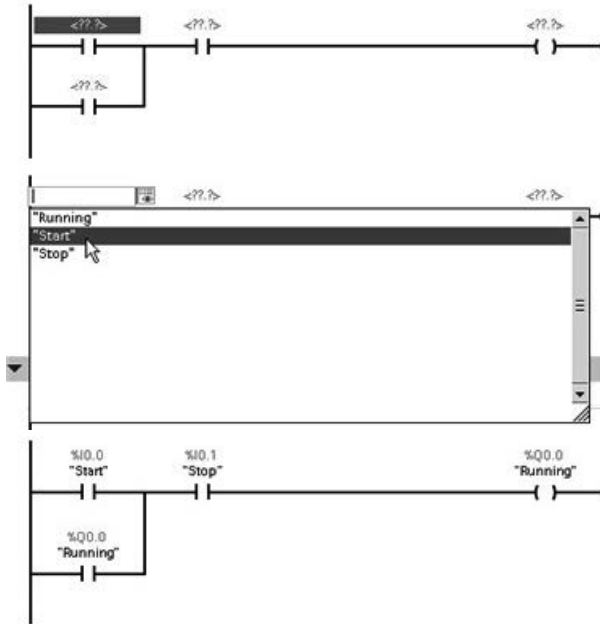 <??.?> <??.?> <??.?>
<??.?>
<??.?> <??.?>
"Running"
"Start"
"Stop"
%I0.0 %I0.1 %Q0.0
"Start" "Stop" "Running"
%Q0.0
"Running"